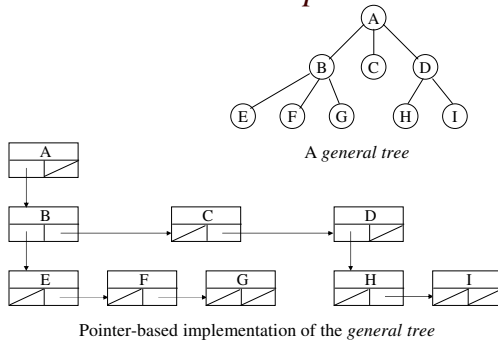 A
B C D
E F G H I
A general tree
A
B C D
E F G H I
Pointer-based implementation of the general tree